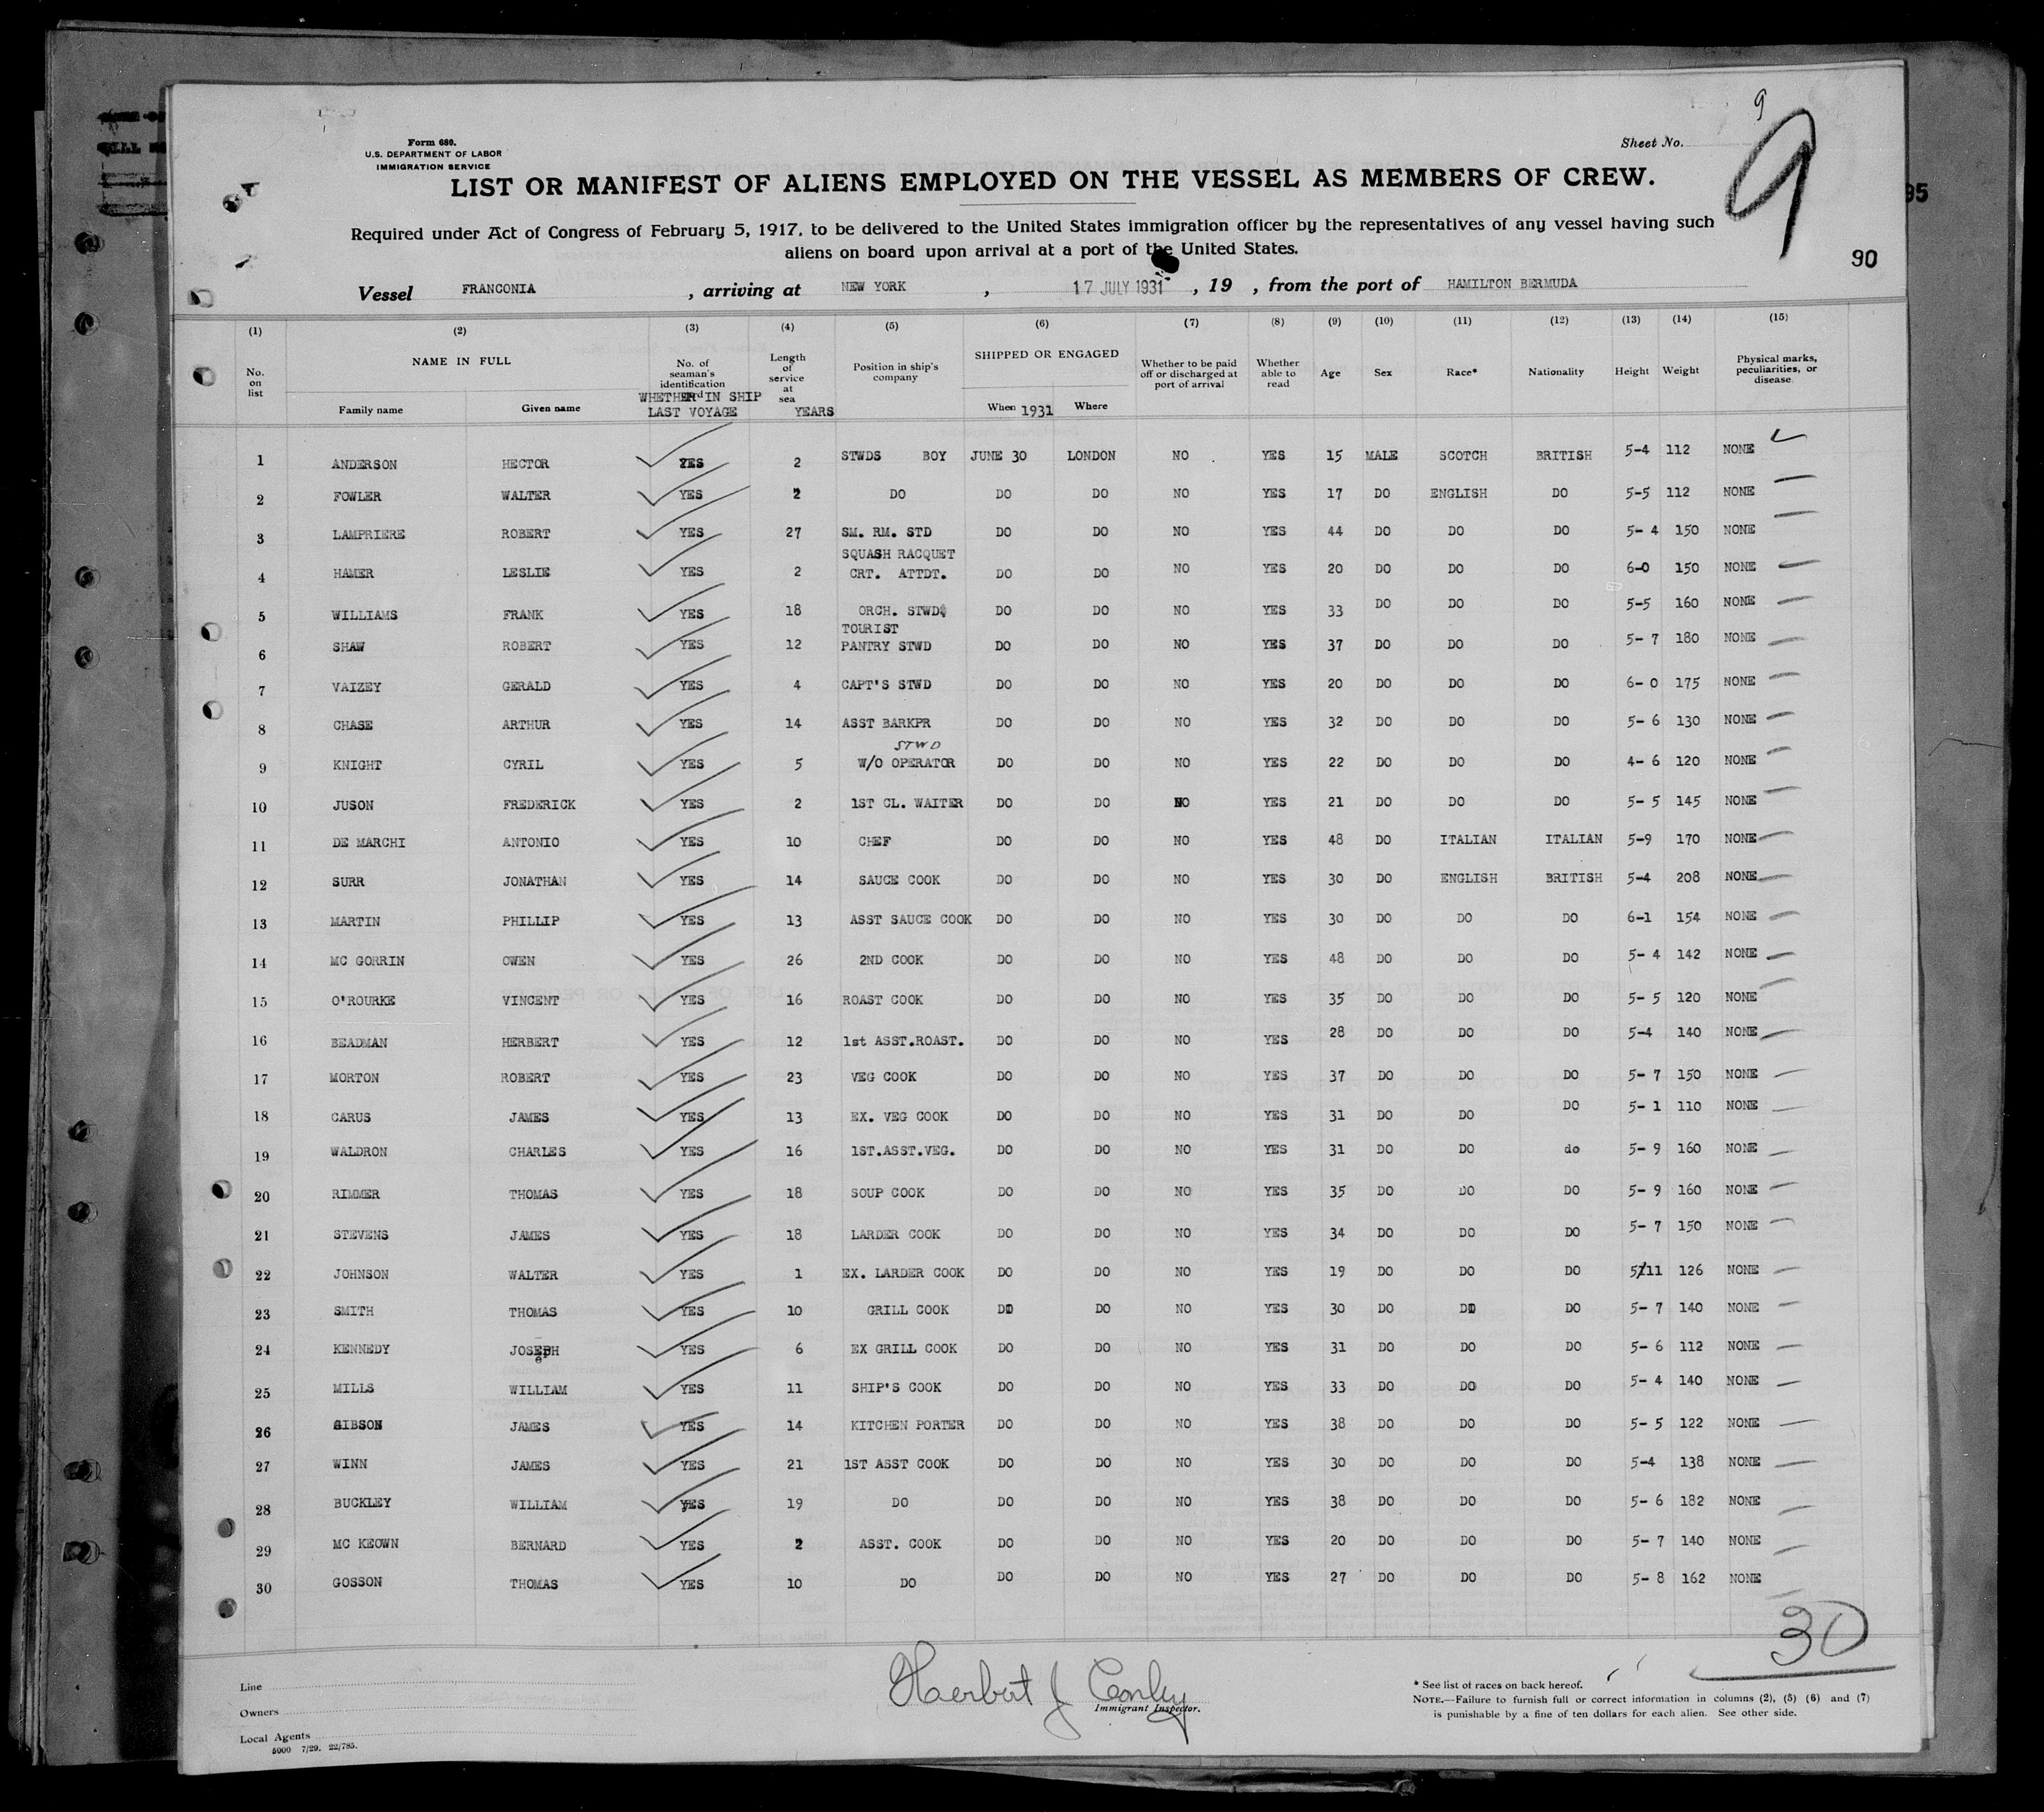 9
Form 680.
U.S. DEPARTMENT OF LABOR
IMMIGRATION SERVICE
Sheet No.
9
95
LIST OR MANIFEST OF ALIENS EMPLOYED ON THE VESSEL AS MEMBERS OF CREW.
Required under Act of Congress of February 5, 1917, to be delivered to the United States immigration officer by the representatives of any vessel having such
aliens on board upon arrival at a port of the United States.
90
Vessel FRANCONIA , arriving at NEW YORK , 17 JULY 1931 , 19 , from the port of HAMILTON BERMUDA
(1) (2) (3) (4) (5) (6) (7) (8) (9) (10) (11) (12) (13) (14) (15)
No. on list NAME IN FULL Family name Given name No. of seaman's identification card WHETHER IN SHIP LAST VOYAGE Length of service at sea YEARS Position in ship's company SHIPPED OR ENGAGED When 1931 Where Whether to be paid off or discharged at port of arrival Whether able to read Age Sex Race* Nationality Height Weight Physical marks, peculiarities, or disease
1 ANDERSON HECTOR YES 2 STWDS BOY JUNE 30 LONDON NO YES 15 MALE SCOTCH BRITISH 5-4 112 NONE
2 FOWLER WALTER YES 2 DO DO DO NO YES 17 DO ENGLISH DO 5-5 112 NONE
3 LAMPRIERE ROBERT YES 27 SM. RM. STD DO DO NO YES 44 DO DO DO 5- 4 150 NONE
4 HAMER LESLIE YES 2 SQUASH RACQUET CRT. ATTDT. DO DO NO YES 20 DO DO DO 6-0 150 NONE
5 WILLIAMS FRANK YES 18 ORCH. STWD DO DO NO YES 33 DO DO DO 5-5 160 NONE
6 SHAW ROBERT YES 12 TOURIST PANTRY STWD DO DO NO YES 37 DO DO DO 5- 7 180 NONE
7 VAIZEY GERALD YES 4 CAPT'S STWD DO DO NO YES 20 DO DO DO 6- 0 175 NONE
8 CHASE ARTHUR YES 14 ASST BARKPR DO DO NO YES 32 DO DO DO 5- 6 130 NONE
9 KNIGHT CYRIL YES 5 STWD W/O OPERATOR DO DO NO YES 22 DO DO DO 4- 6 120 NONE
10 JUSON FREDERICK YES 2 1ST CL. WAITER DO DO NO YES 21 DO DO DO 5- 5 145 NONE
11 DE MARCHI ANTONIO YES 10 CHEF DO DO NO YES 48 DO ITALIAN ITALIAN 5-9 170 NONE
12 SURR JONATHAN YES 14 SAUCE COOK DO DO NO YES 30 DO ENGLISH BRITISH 5-4 208 NONE
13 MARTIN PHILLIP YES 13 ASST SAUCE COOK DO DO NO YES 30 DO DO DO 6-1 154 NONE
14 MC GORRIN OWEN YES 26 2ND COOK DO DO NO YES 48 DO DO DO 5- 4 142 NONE
15 O'ROURKE VINCENT YES 16 ROAST COOK DO DO NO YES 35 DO DO DO 5- 5 120 NONE
16 BEADMAN HERBERT YES 12 1st ASST.ROAST. DO DO NO YES 28 DO DO DO 5-4 140 NONE
17 MORTON ROBERT YES 23 VEG COOK DO DO NO YES 37 DO DO DO 5- 7 150 NONE
18 CARUS JAMES YES 13 EX. VEG COOK DO DO NO YES 31 DO DO DO 5- 1 110 NONE
19 WALDRON CHARLES YES 16 1ST.ASST.VEG. DO DO NO YES 31 DO DO do 5- 9 160 NONE
20 RIMMER THOMAS YES 18 SOUP COOK DO DO NO YES 35 DO DO DO 5- 9 160 NONE
21 STEVENS JAMES YES 18 LARDER COOK DO DO NO YES 34 DO DO DO 5- 7 150 NONE
22 JOHNSON WALTER YES 1 EX. LARDER COOK DO DO NO YES 19 DO DO DO 5/11 126 NONE
23 SMITH THOMAS YES 10 GRILL COOK DO DO NO YES 30 DO DO DO 5- 7 140 NONE
24 KENNEDY JOSEPH YES 6 EX GRILL COOK DO DO NO YES 31 DO DO DO 5- 6 112 NONE
25 MILLS WILLIAM YES 11 SHIP'S COOK DO DO NO YES 33 DO DO DO 5- 4 140 NONE
26 GIBSON JAMES YES 14 KITCHEN PORTER DO DO NO YES 38 DO DO DO 5- 5 122 NONE
27 WINN JAMES YES 21 1ST ASST COOK DO DO NO YES 30 DO DO DO 5-4 138 NONE
28 BUCKLEY WILLIAM YES 19 DO DO DO NO YES 38 DO DO DO 5- 6 182 NONE
29 MC KEOWN BERNARD YES 2 ASST. COOK DO DO NO YES 20 DO DO DO 5- 7 140 NONE
30 GOSSON THOMAS YES 10 DO DO DO NO YES 27 DO DO DO 5- 8 162 NONE
30
Line
Owners
Local Agents
5000 7/29. 22/785.
Herbert J Conley
Immigrant Inspector.
* See list of races on back hereof.
NOTE.—Failure to furnish full or correct information in columns (2), (5) (6) and (7)
is punishable by a fine of ten dollars for each alien. See other side.